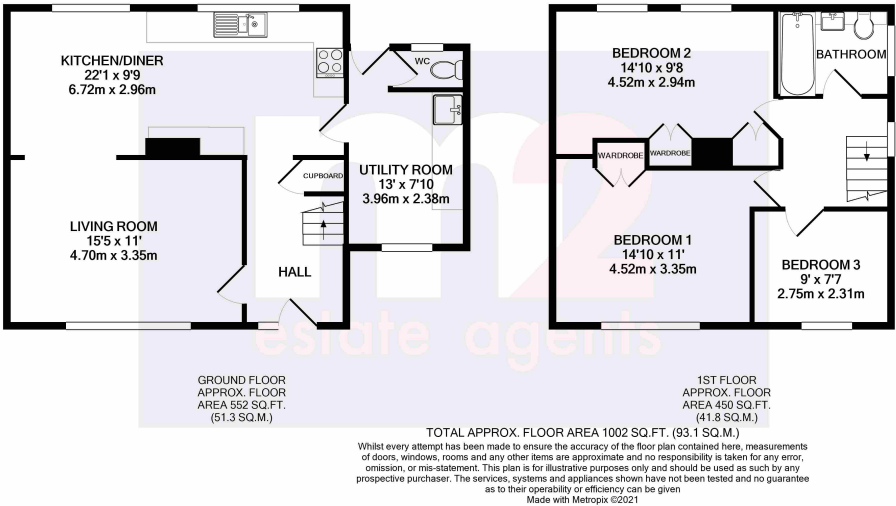 KITCHEN/DINER
22'1 x 9'9
6.72m x 2.96m
WC
UTILITY ROOM
13' x 7'10
3.96m x 2.38m
CUPBOARD
LIVING ROOM
15'5 x 11'
4.70m x 3.35m
HALL
BEDROOM 2
14'10 x 9'8
4.52m x 2.94m
BATHROOM
WARDROBE
WARDROBE
BEDROOM 1
14'10 x 11'
4.52m x 3.35m
BEDROOM 3
9' x 7'7
2.75m x 2.31m
m2
estate agents
GROUND FLOOR
APPROX. FLOOR
AREA 552 SQ.FT.
(51.3 SQ.M.)
1ST FLOOR
APPROX. FLOOR
AREA 450 SQ.FT.
(41.8 SQ.M.)
TOTAL APPROX. FLOOR AREA 1002 SQ.FT. (93.1 SQ.M.)
Whilst every attempt has been made to ensure the accuracy of the floor plan contained here, measurements
of doors, windows, rooms and any other items are approximate and no responsibility is taken for any error,
omission, or mis-statement. This plan is for illustrative purposes only and should be used as such by any
prospective purchaser. The services, systems and appliances shown have not been tested and no guarantee
as to their operability or efficiency can be given
Made with Metropix ©2021